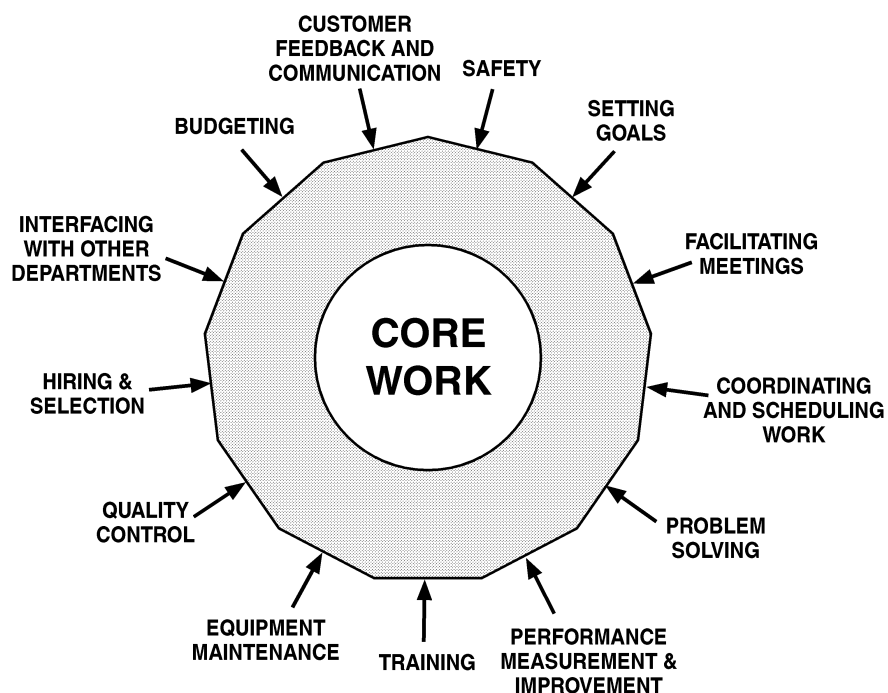 CUSTOMER
FEEDBACK AND
COMMUNICATION
SAFETY
SETTING
GOALS
FACILITATING
MEETINGS
COORDINATING
AND SCHEDULING
WORK
PROBLEM
SOLVING
PERFORMANCE
MEASUREMENT &
IMPROVEMENT
TRAINING
EQUIPMENT
MAINTENANCE
QUALITY
CONTROL
HIRING &
SELECTION
INTERFACING
WITH OTHER
DEPARTMENTS
BUDGETING
CORE
WORK